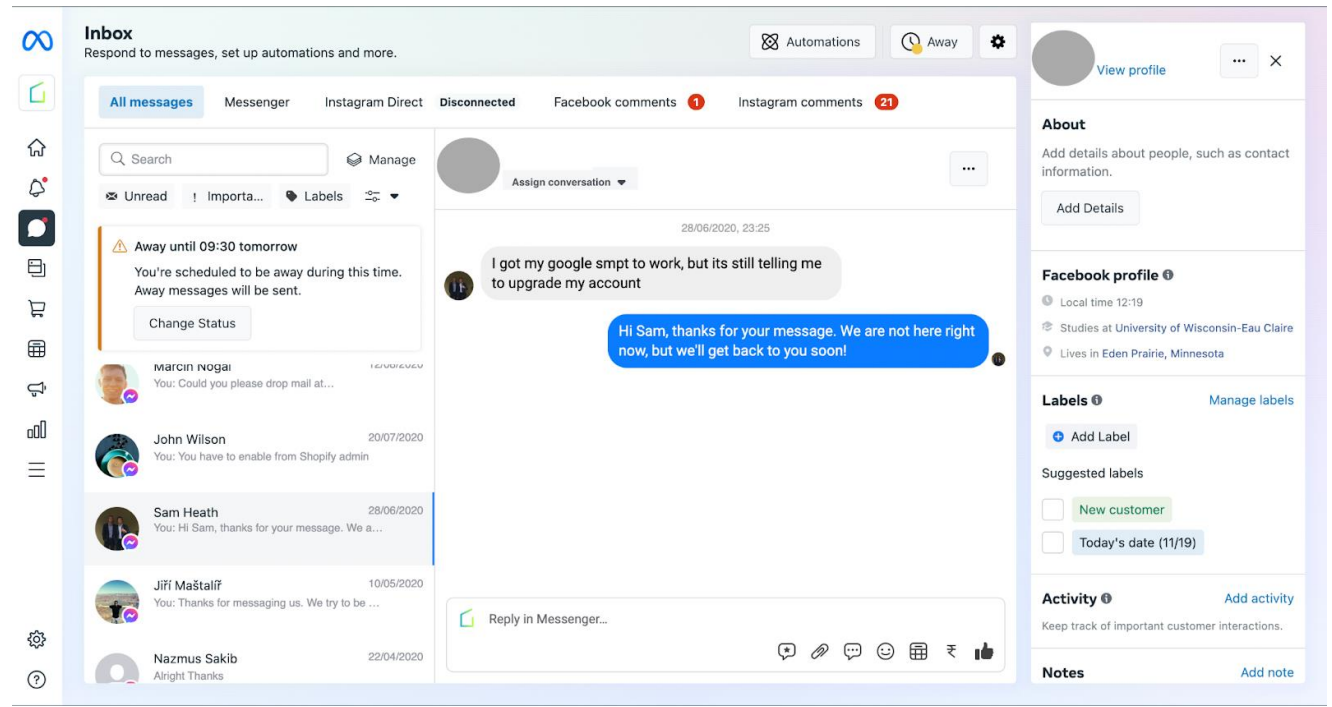 Inbox
Respond to messages, set up automations and more.
Automations
Away
All messages
Messenger
Instagram Direct
Disconnected
Facebook comments 1
Instagram comments 21
Search
Manage
Unread
! Importa...
Labels
Away until 09:30 tomorrow
You're scheduled to be away during this time.
Away messages will be sent.
Change Status
Marcin Nogal 12/08/2020
You: Could you please drop mail at...
John Wilson 20/07/2020
You: You have to enable from Shopify admin
Sam Heath 28/06/2020
You: Hi Sam, thanks for your message. We a...
Jiří Maštalíř 10/05/2020
You: Thanks for messaging us. We try to be ...
Nazmus Sakib 22/04/2020
Alright Thanks
Assign conversation
...
28/06/2020, 23:25
I got my google smpt to work, but its still telling me
to upgrade my account
Hi Sam, thanks for your message. We are not here right
now, but we'll get back to you soon!
Reply in Messenger...
₹
View profile
...
About
Add details about people, such as contact
information.
Add Details
Facebook profile
Local time 12:19
Studies at University of Wisconsin-Eau Claire
Lives in Eden Prairie, Minnesota
Labels
Manage labels
Add Label
Suggested labels
New customer
Today's date (11/19)
Activity
Add activity
Keep track of important customer interactions.
Notes
Add note